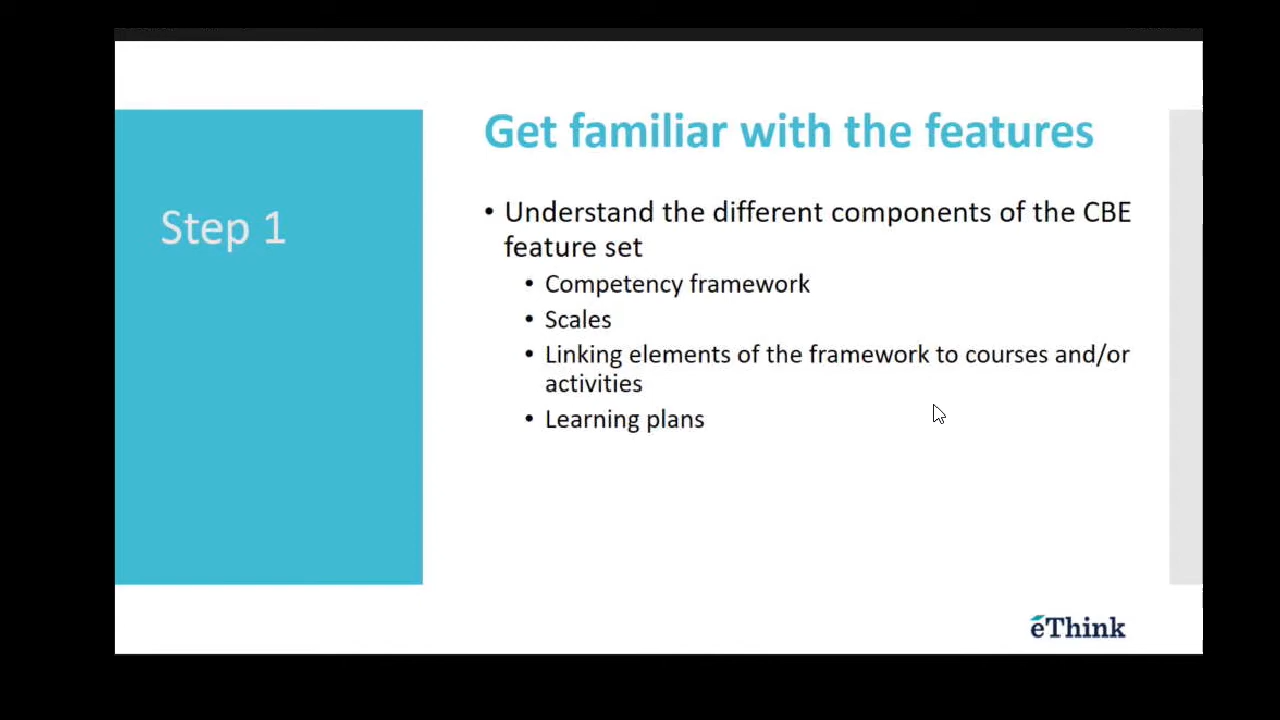 Step 1
Get familiar with the features
• Understand the different components of the CBE
feature set
• Competency framework
• Scales
• Linking elements of the framework to courses and/or
activities
• Learning plans
éThink